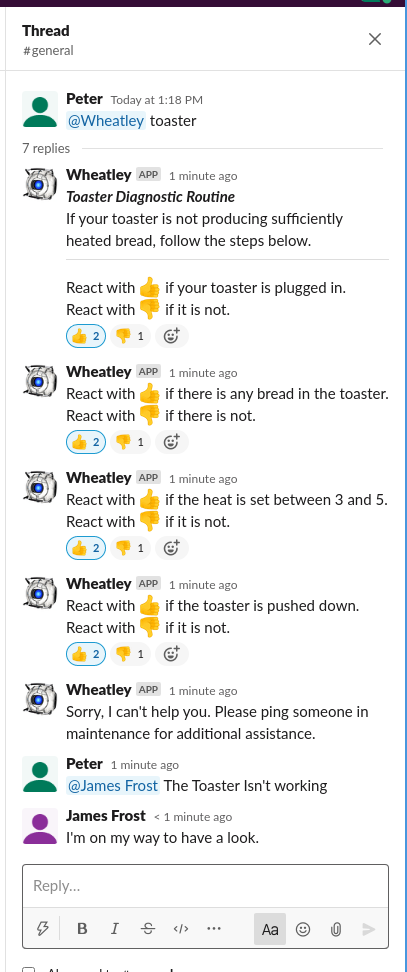 Thread
#general
Peter Today at 1:18 PM
@Wheatley toaster
7 replies
Wheatley APP 1 minute ago
Toaster Diagnostic Routine
If your toaster is not producing sufficiently
heated bread, follow the steps below.
React with 👍 if your toaster is plugged in.
React with 👎 if it is not.
👍 2 👎 1
Wheatley APP 1 minute ago
React with 👍 if there is any bread in the toaster.
React with 👎 if there is not.
👍 2 👎 1
Wheatley APP 1 minute ago
React with 👍 if the heat is set between 3 and 5.
React with 👎 if it is not.
👍 2 👎 1
Wheatley APP 1 minute ago
React with 👍 if the toaster is pushed down.
React with 👎 if it is not.
👍 2 👎 1
Wheatley APP 1 minute ago
Sorry, I can't help you. Please ping someone in
maintenance for additional assistance.
Peter 1 minute ago
@James Frost The Toaster Isn't working
James Frost < 1 minute ago
I'm on my way to have a look.
Reply...
B I S </> ... Aa